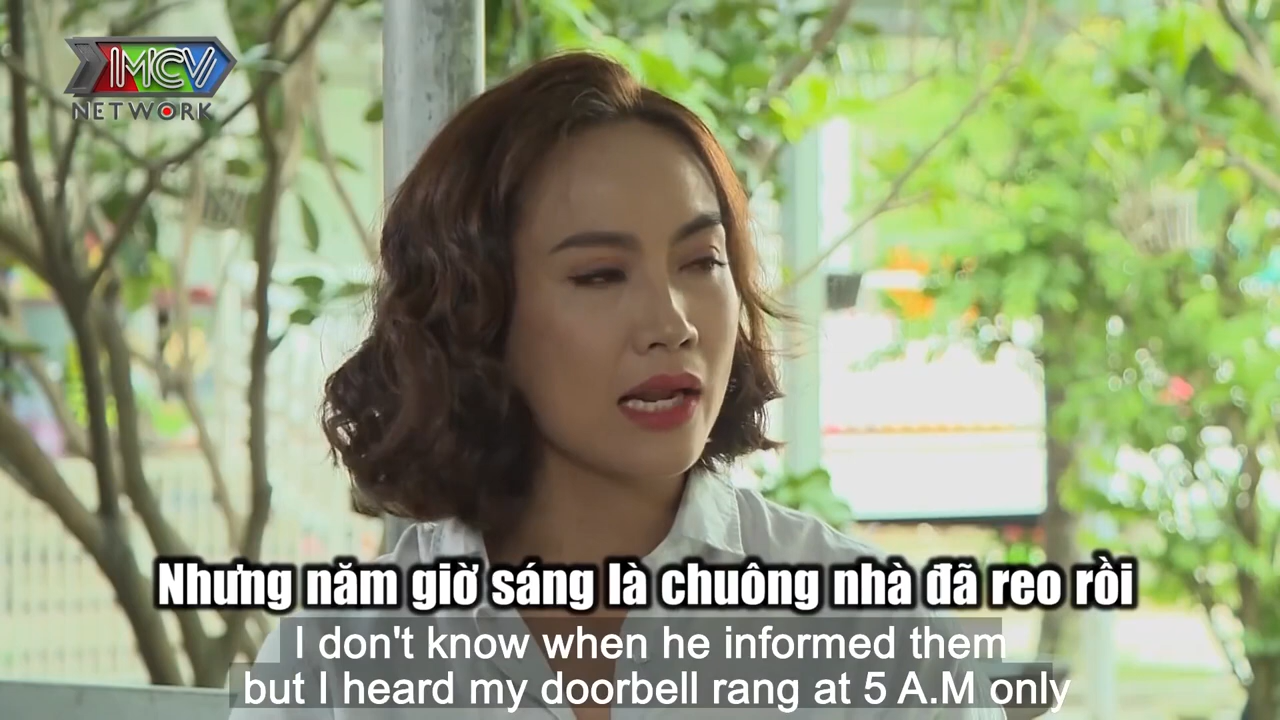 MCV
NETWORK
Nhưng năm giờ sáng là chuông nhà đã reo rồi
I don't know when he informed them
but I heard my doorbell rang at 5 A.M only